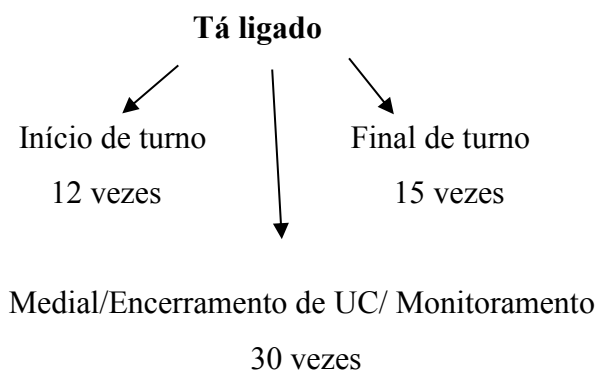 Tá ligado
Início de turno
12 vezes
Final de turno
15 vezes
Medial/Encerramento de UC/ Monitoramento
30 vezes